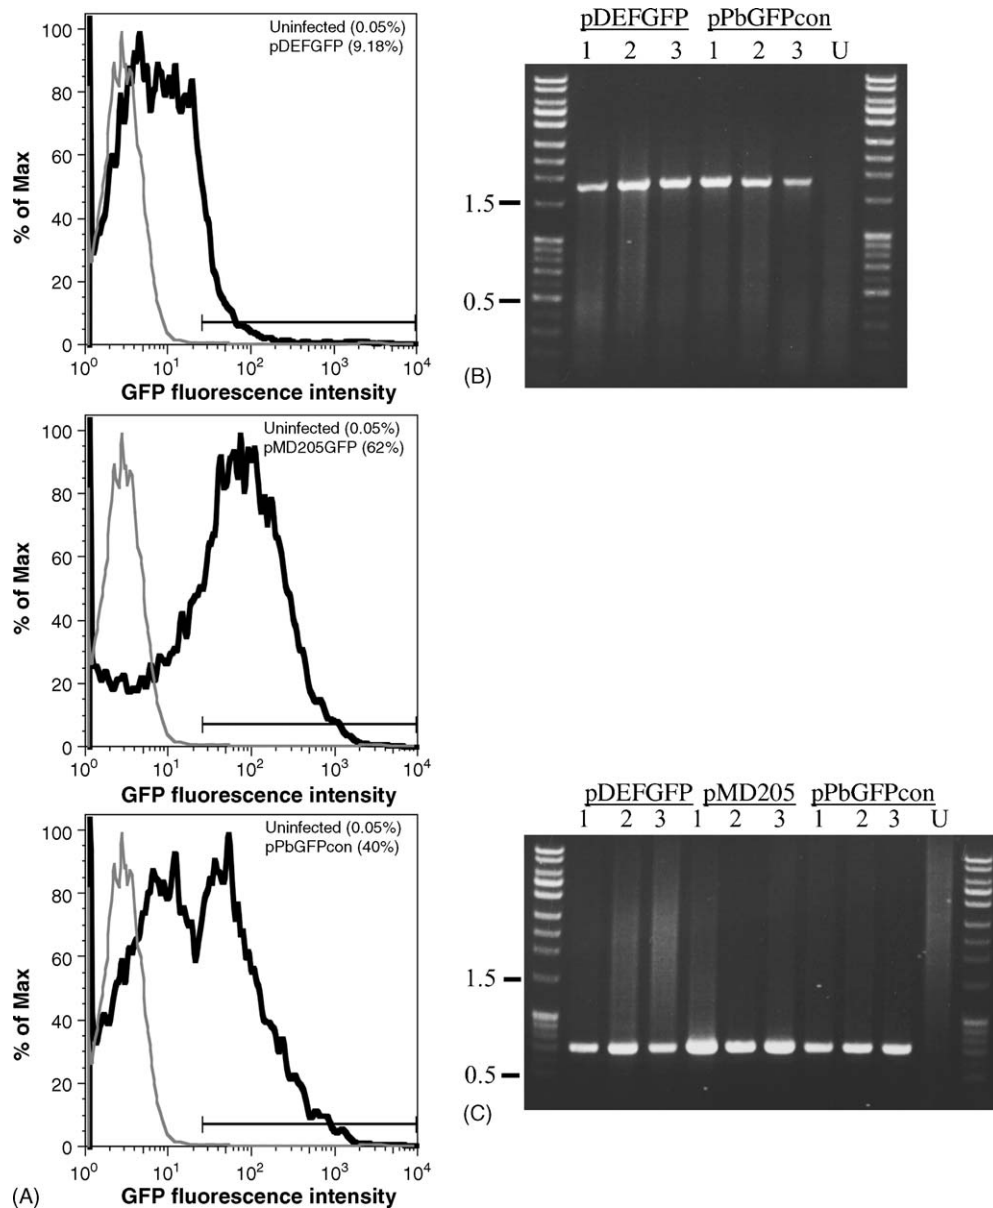 Uninfected (0.05%)
pDEFGFP (9.18%)
% of Max
100
80
60
40
20
0
10^0 10^1 10^2 10^3 10^4
GFP fluorescence intensity
Uninfected (0.05%)
pMD205GFP (62%)
% of Max
100
80
60
40
20
0
10^0 10^1 10^2 10^3 10^4
GFP fluorescence intensity
Uninfected (0.05%)
pPbGFPcon (40%)
% of Max
100
80
60
40
20
0
10^0 10^1 10^2 10^3 10^4
GFP fluorescence intensity
(A)
pDEFGFP pPbGFPcon
1 2 3 1 2 3 U
1.5
0.5
(B)
pDEFGFP pMD205 pPbGFPcon
1 2 3 1 2 3 1 2 3 U
1.5
0.5
(C)